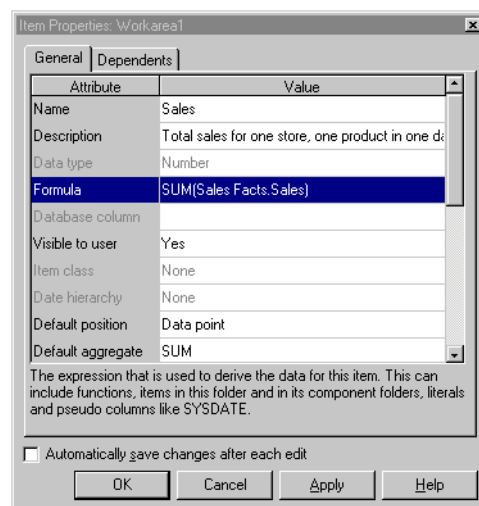 Item Properties: Workarea1
General Dependents
Attribute Value
Name Sales
Description Total sales for one store, one product in one da
Data type Number
Formula SUM(Sales Facts.Sales)
Database column
Visible to user Yes
Item class None
Date hierarchy None
Default position Data point
Default aggregate SUM
The expression that is used to derive the data for this item. This can
include functions, items in this folder and in its component folders, literals
and pseudo columns like SYSDATE.
Automatically save changes after each edit
OK Cancel Apply Help